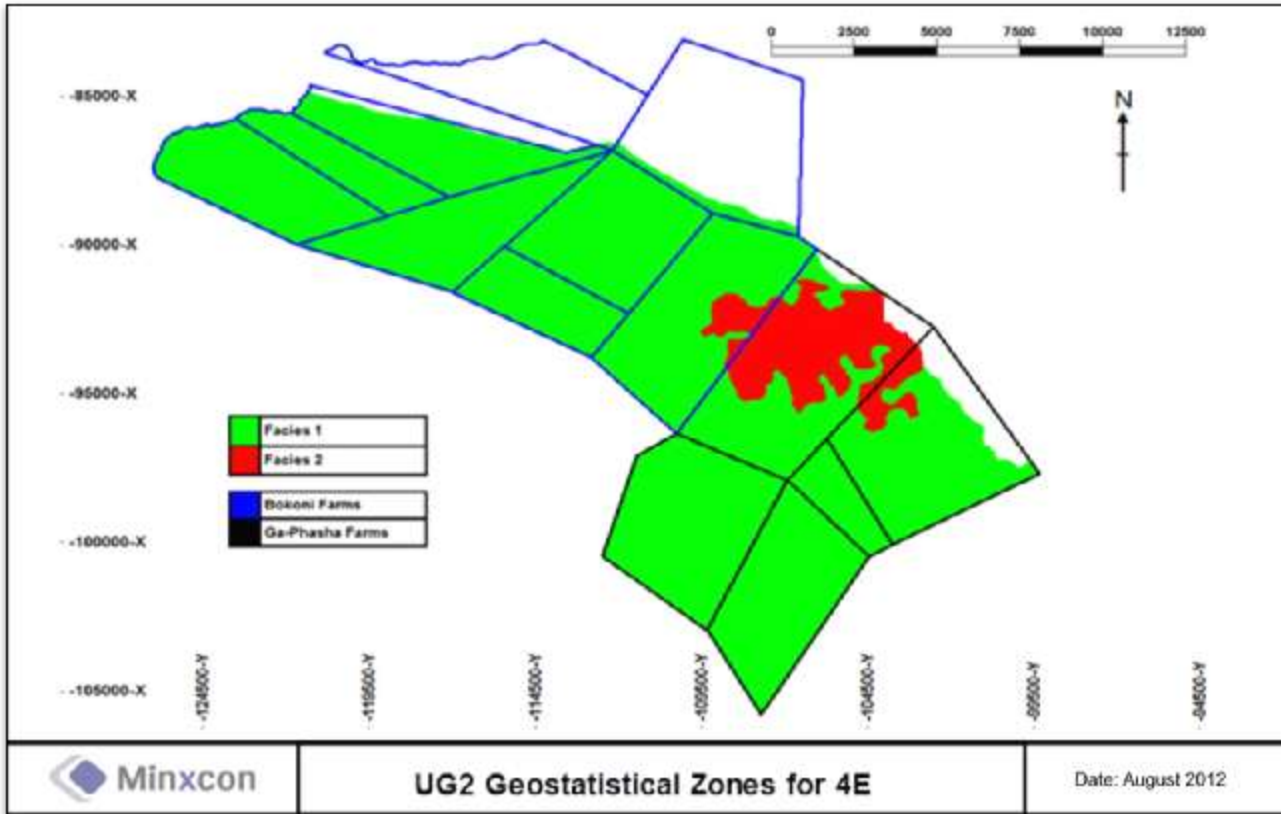 0 2500 5000 7500 10000 12500
N
-85000-X
-90000-X
-95000-X
Facies 1
Facies 2
Bokoni Farms
Ga-Phasha Farms
-100000-X
-105000-X
-124500-Y
-119500-Y
-114500-Y
-109500-Y
-104500-Y
-99500-Y
-94500-Y
Minxcon
UG2 Geostatistical Zones for 4E
Date: August 2012